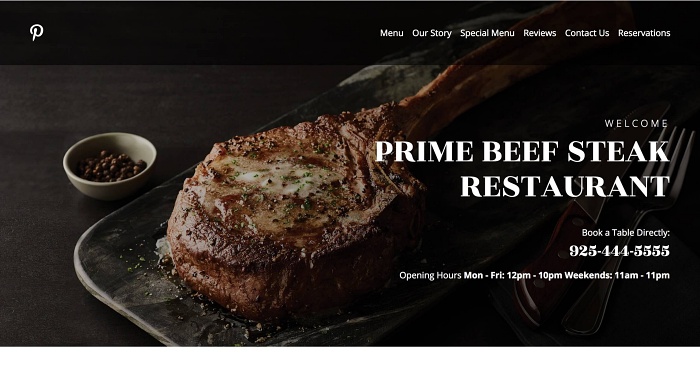 Menu Our Story Special Menu Reviews Contact Us Reservations
WELCOME
PRIME BEEF STEAK
RESTAURANT
Book a Table Directly:
925-444-5555
Opening Hours Mon - Fri: 12pm - 10pm Weekends: 11am - 11pm